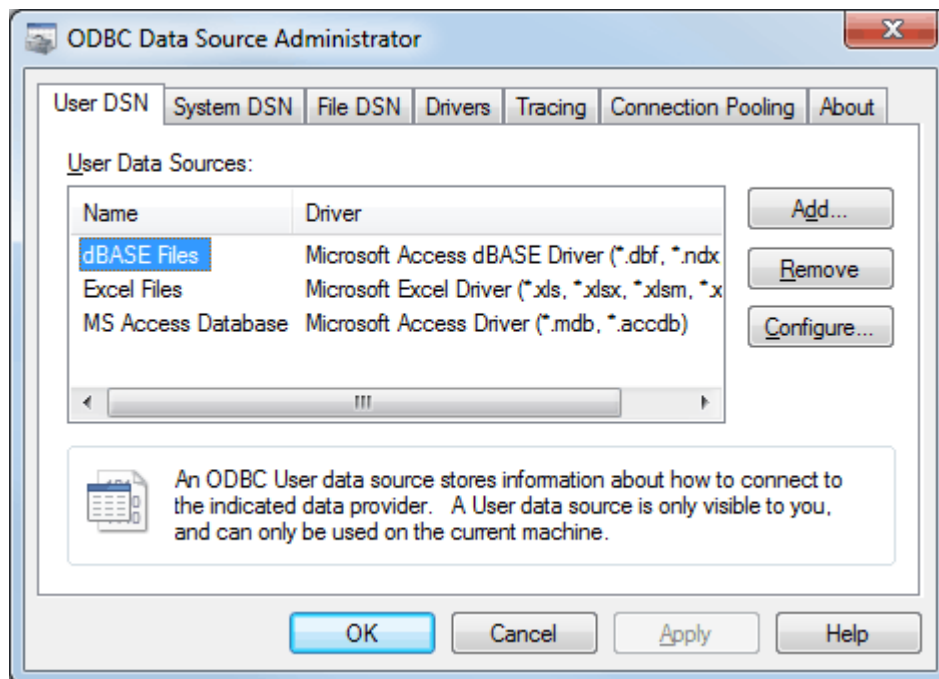 ODBC Data Source Administrator
User DSN System DSN File DSN Drivers Tracing Connection Pooling About
User Data Sources:
Name Driver
dBASE Files Microsoft Access dBASE Driver (*.dbf, *.ndx
Excel Files Microsoft Excel Driver (*.xls, *.xlsx, *.xlsm, *.x
MS Access Database Microsoft Access Driver (*.mdb, *.accdb)
Add...
Remove
Configure...
An ODBC User data source stores information about how to connect to
the indicated data provider. A User data source is only visible to you,
and can only be used on the current machine.
OK Cancel Apply Help